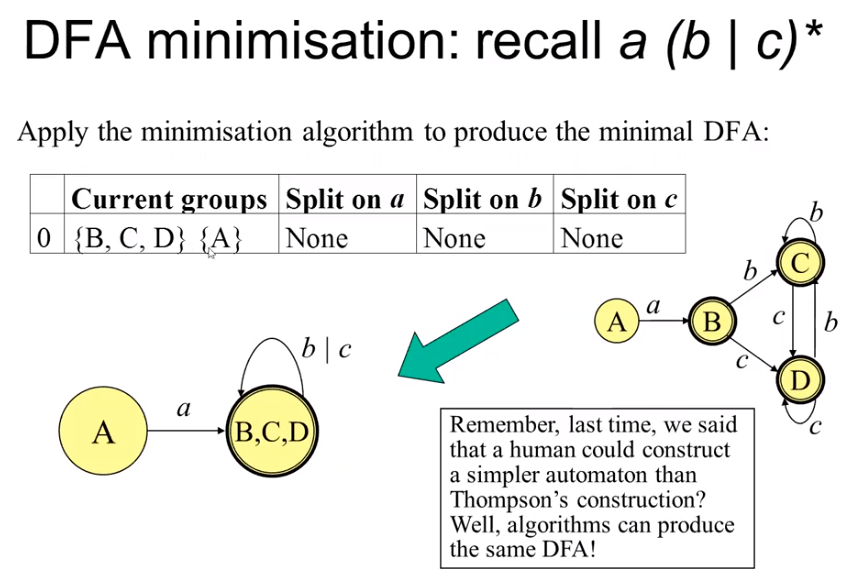 DFA minimisation: recall a (b | c)*
Apply the minimisation algorithm to produce the minimal DFA:
Current groups Split on a Split on b Split on c
0 {B, C, D} {A} None None None
b
C
b
A
a
B
c
b
c
D
c
b | c
a
A
B,C,D
Remember, last time, we said
that a human could construct
a simpler automaton than
Thompson's construction?
Well, algorithms can produce
the same DFA!